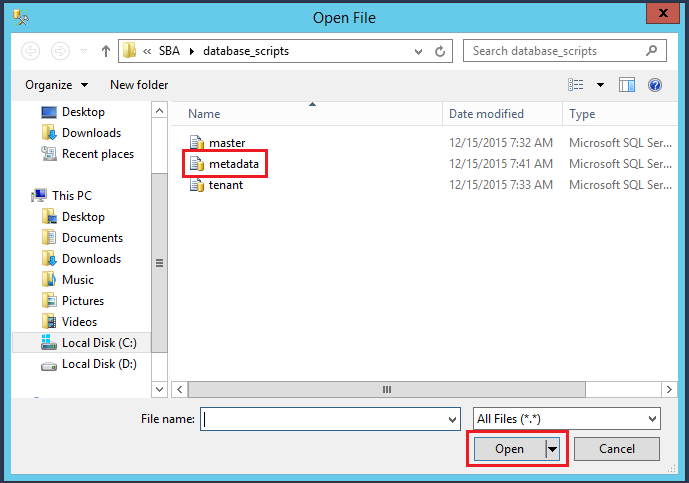 Open File
« SBA ▸ database_scripts
Search database_scripts
Organize
New folder
Desktop
Downloads
Recent places
This PC
Desktop
Documents
Downloads
Music
Pictures
Videos
Local Disk (C:)
Local Disk (D:)
Name Date modified Type
master 12/15/2015 7:32 AM Microsoft SQL Ser...
metadata 12/15/2015 7:41 AM Microsoft SQL Ser...
tenant 12/15/2015 7:33 AM Microsoft SQL Ser...
File name:
All Files (*.*)
Open
Cancel